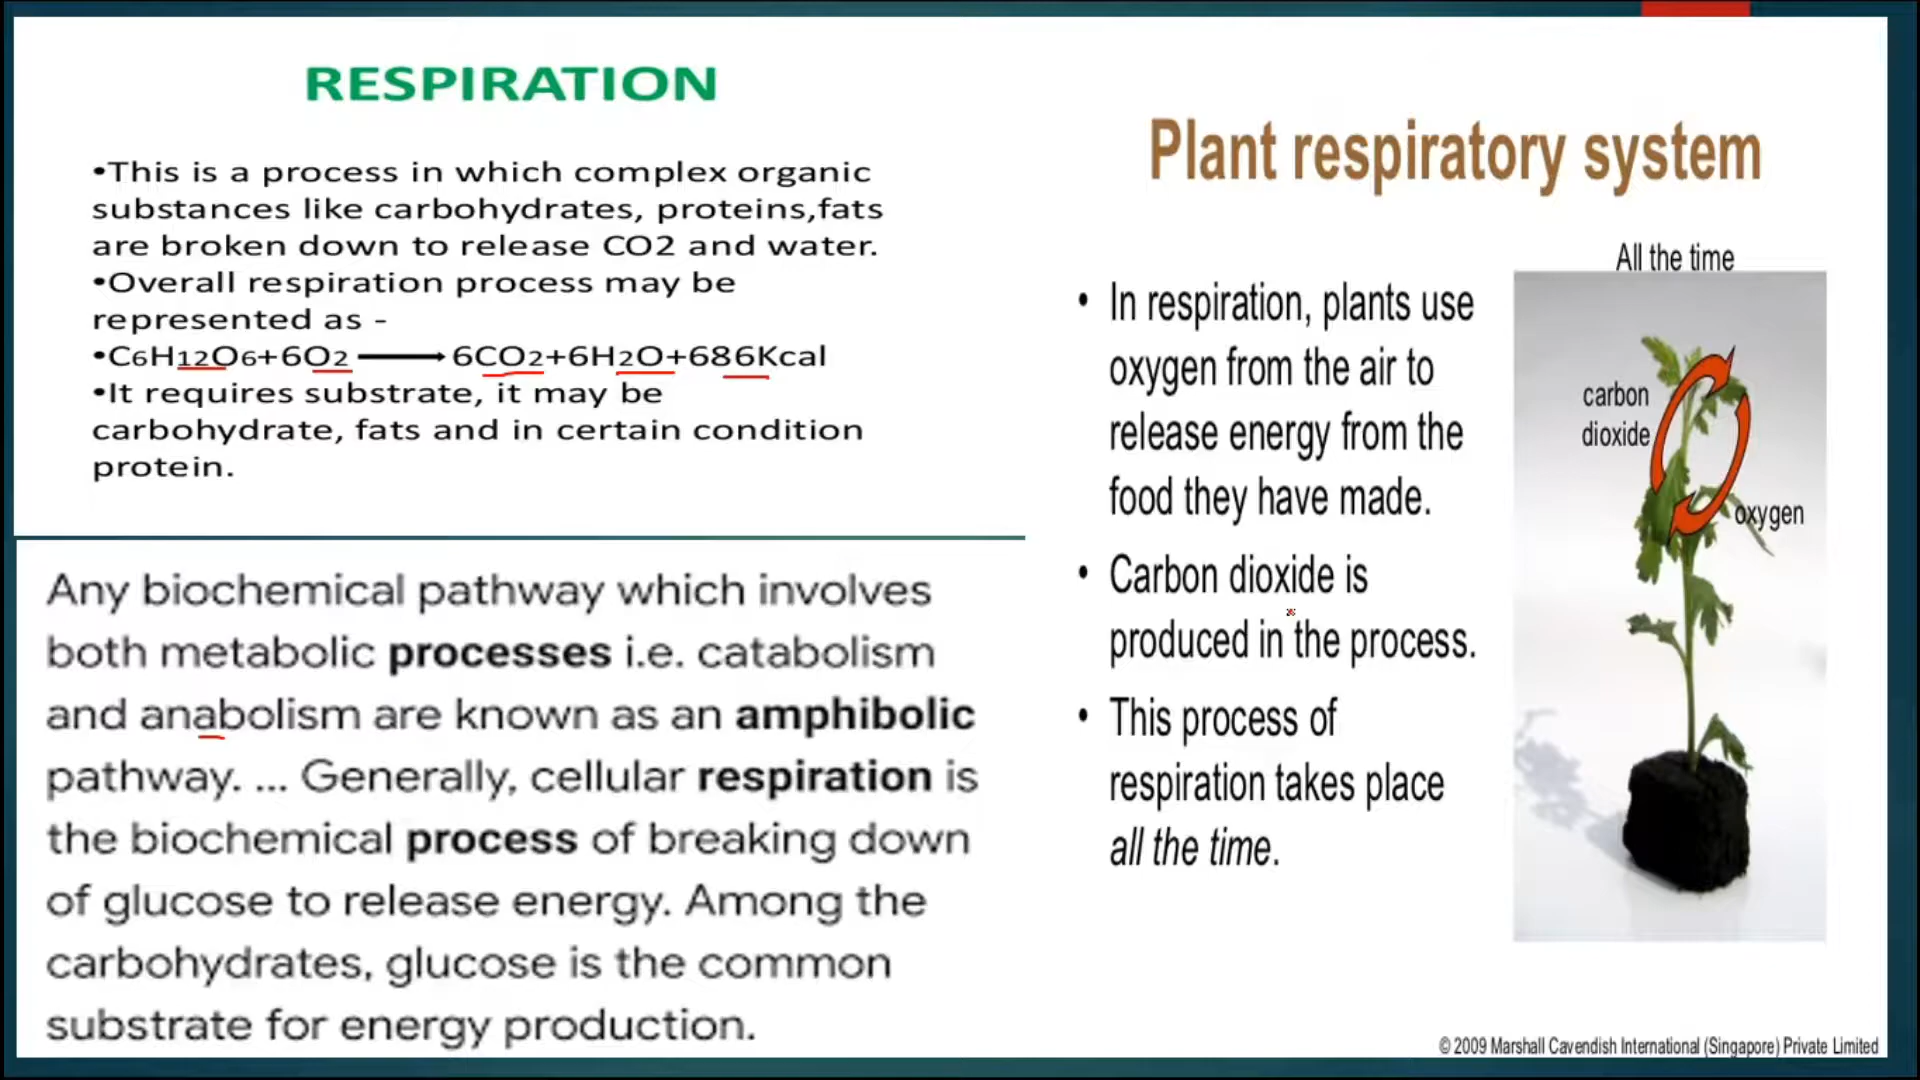 RESPIRATION
•This is a process in which complex organic
substances like carbohydrates, proteins,fats
are broken down to release CO2 and water.
•Overall respiration process may be
represented as -
•C6H12O6+6O2 ⟶ 6CO2+6H2O+686Kcal
•It requires substrate, it may be
carbohydrate, fats and in certain condition
protein.
Any biochemical pathway which involves
both metabolic processes i.e. catabolism
and anabolism are known as an amphibolic
pathway. ... Generally, cellular respiration is
the biochemical process of breaking down
of glucose to release energy. Among the
carbohydrates, glucose is the common
substrate for energy production.
Plant respiratory system
• In respiration, plants use
oxygen from the air to
release energy from the
food they have made.
• Carbon dioxide is
produced in the process.
• This process of
respiration takes place
all the time.
All the time
carbon
dioxide
oxygen
© 2009 Marshall Cavendish International (Singapore) Private Limited